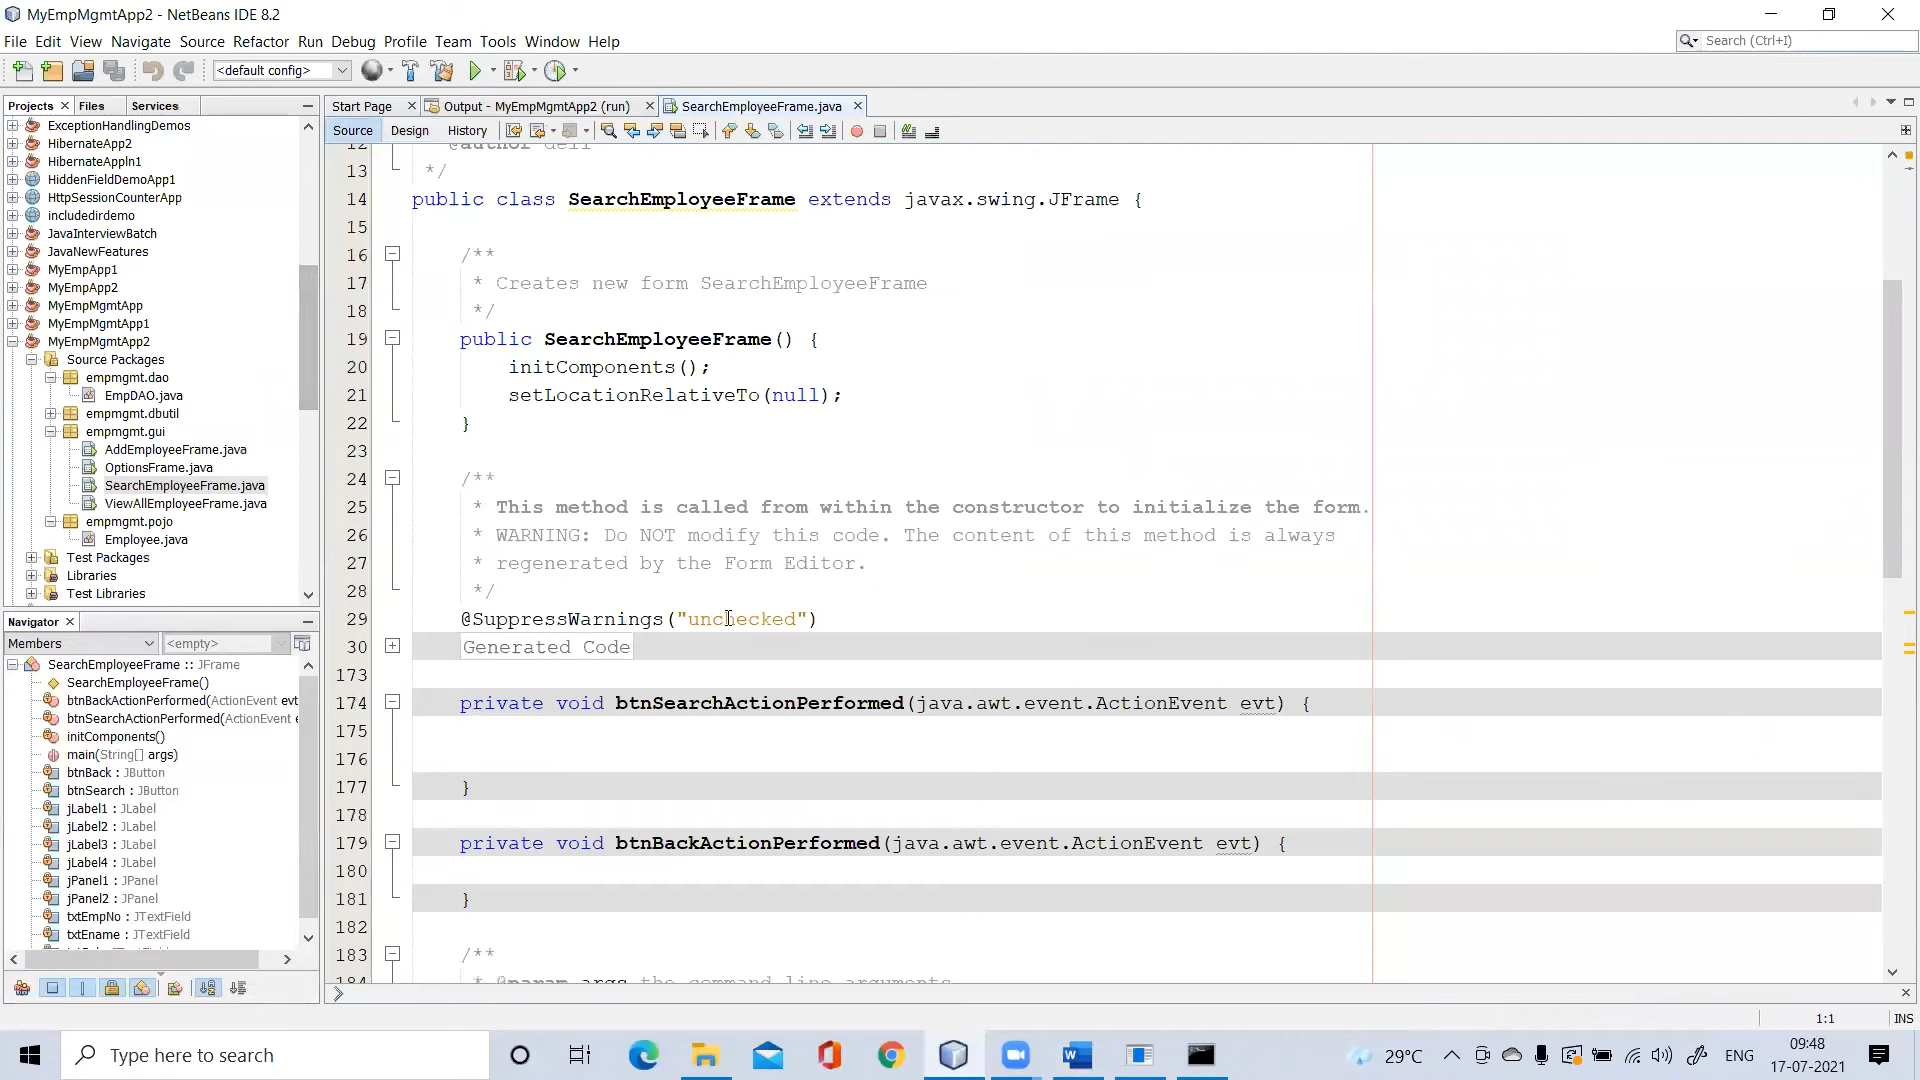 MyEmpMgmtApp2 - NetBeans IDE 8.2
File Edit View Navigate Source Refactor Run Debug Profile Team Tools Window Help
Search (Ctrl+I)
<default config>
Projects Files Services
Start Page Output - MyEmpMgmtApp2 (run) SearchEmployeeFrame.java
Source Design History
ExceptionHandlingDemos
HibernateApp2
HibernateAppln1
HiddenFieldDemoApp1
HttpSessionCounterApp
includedirdemo
JavaInterviewBatch
JavaNewFeatures
MyEmpApp1
MyEmpApp2
MyEmpMgmtApp
MyEmpMgmtApp1
MyEmpMgmtApp2
Source Packages
empmgmt.dao
EmpDAO.java
empmgmt.dbutil
empmgmt.gui
AddEmployeeFrame.java
OptionsFrame.java
SearchEmployeeFrame.java
ViewAllEmployeeFrame.java
empmgmt.pojo
Employee.java
Test Packages
Libraries
Test Libraries
Navigator
Members <empty>
SearchEmployeeFrame :: JFrame
SearchEmployeeFrame()
btnBackActionPerformed(ActionEvent evt
btnSearchActionPerformed(ActionEvent e
initComponents()
main(String[] args)
btnBack : JButton
btnSearch : JButton
jLabel1 : JLabel
jLabel2 : JLabel
jLabel3 : JLabel
jLabel4 : JLabel
jPanel1 : JPanel
jPanel2 : JPanel
txtEmpNo : JTextField
txtEname : JTextField
12 @author dell
13 */
14 public class SearchEmployeeFrame extends javax.swing.JFrame {
15
16 /**
17 * Creates new form SearchEmployeeFrame
18 */
19 public SearchEmployeeFrame() {
20 initComponents();
21 setLocationRelativeTo(null);
22 }
23
24 /**
25 * This method is called from within the constructor to initialize the form.
26 * WARNING: Do NOT modify this code. The content of this method is always
27 * regenerated by the Form Editor.
28 */
29 @SuppressWarnings("unchecked")
30 Generated Code
173
174 private void btnSearchActionPerformed(java.awt.event.ActionEvent evt) {
175
176
177 }
178
179 private void btnBackActionPerformed(java.awt.event.ActionEvent evt) {
180
181 }
182
183 /**
184 * @param args the command line arguments
1:1 INS
Type here to search
29°C ENG
09:48
17-07-2021